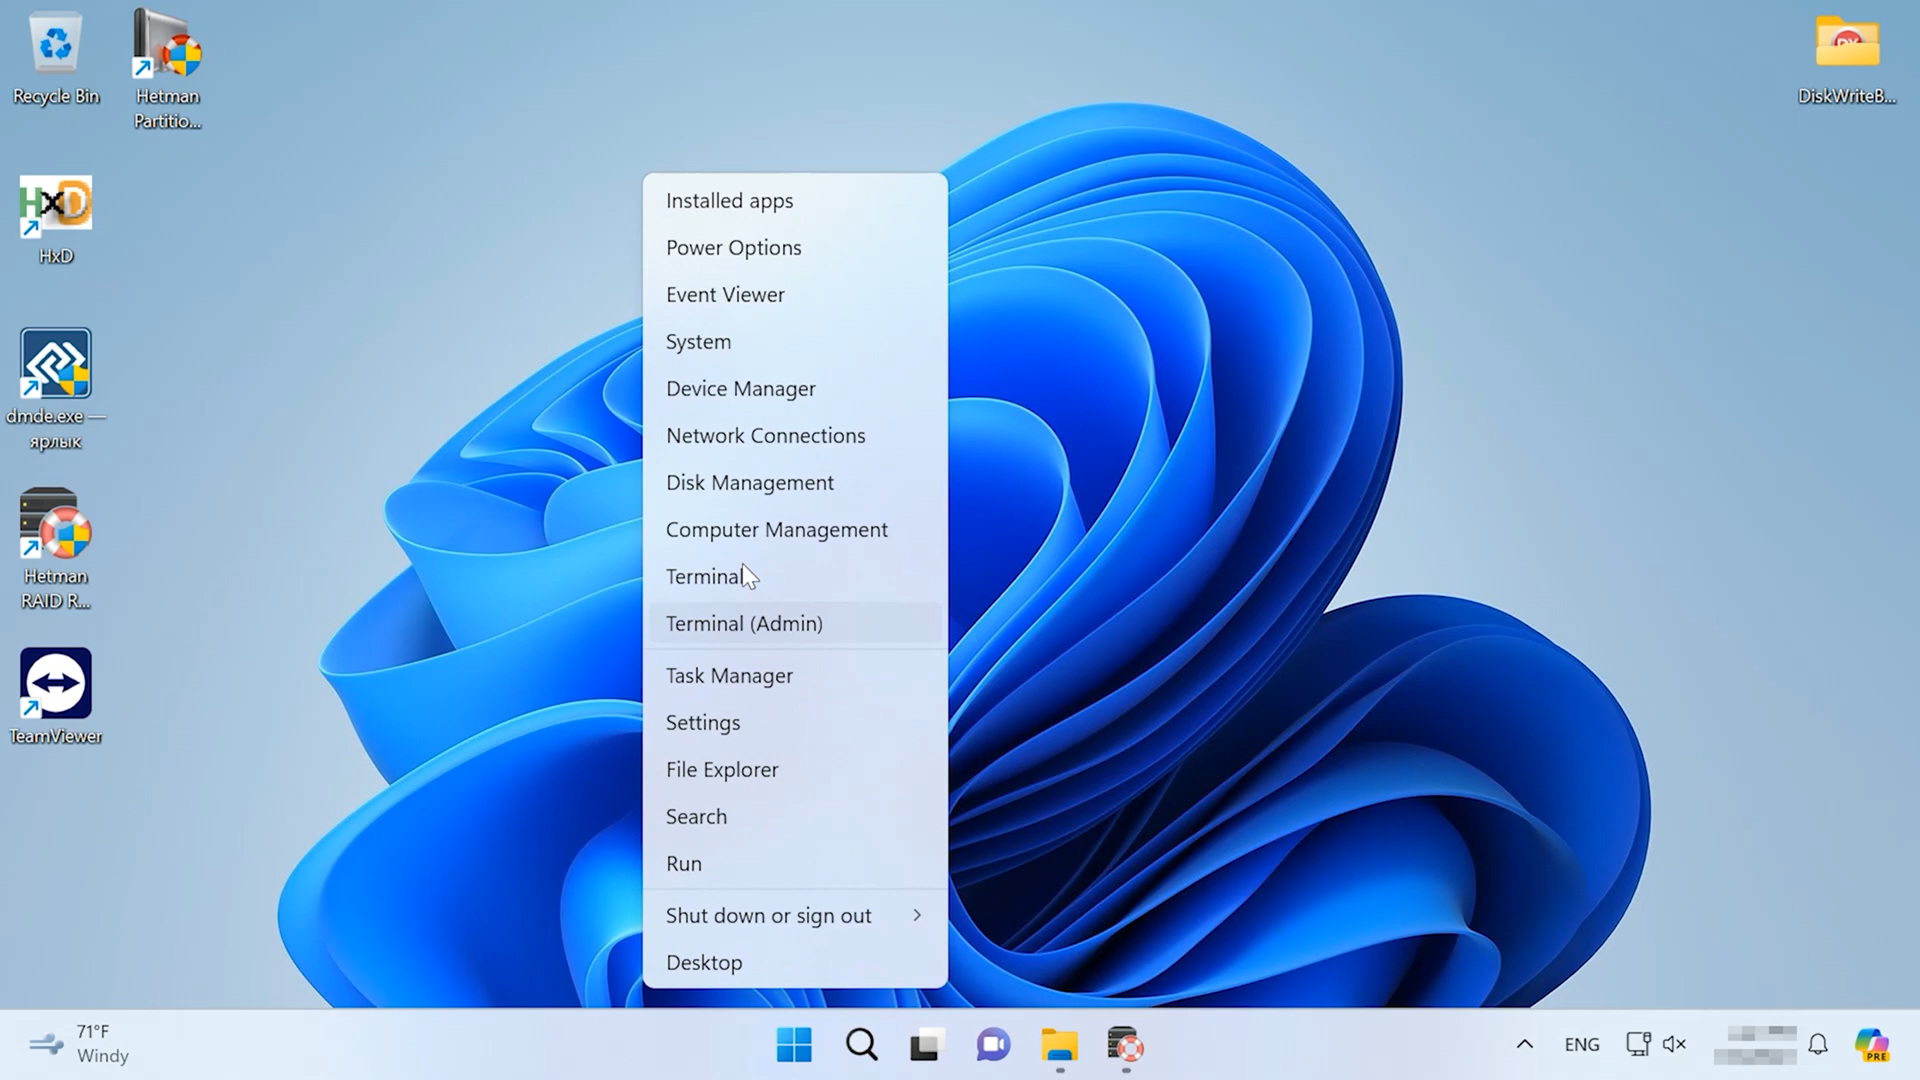 Recycle Bin
Hetman
Partitio...
HxD
HxD
dmde.exe —
ярлык
Hetman
RAID R...
TeamViewer
DiskWriteB...
Installed apps
Power Options
Event Viewer
System
Device Manager
Network Connections
Disk Management
Computer Management
Terminal
Terminal (Admin)
Task Manager
Settings
File Explorer
Search
Run
Shut down or sign out
Desktop
71°F
Windy
ENG
PRE